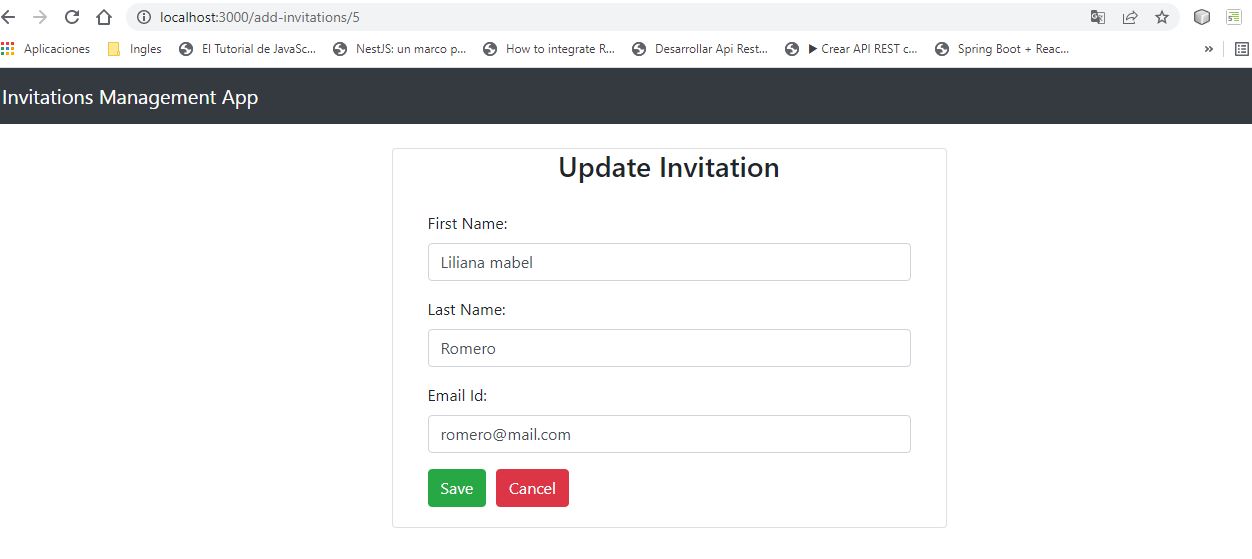 localhost:3000/add-invitations/5
Aplicaciones Ingles El Tutorial de JavaSc... NestJS: un marco p... How to integrate R... Desarrollar Api Rest... ▶ Crear API REST c... Spring Boot + Reac... »
Invitations Management App
Update Invitation
First Name:
Liliana mabel
Last Name:
Romero
Email Id:
romero@mail.com
Save Cancel